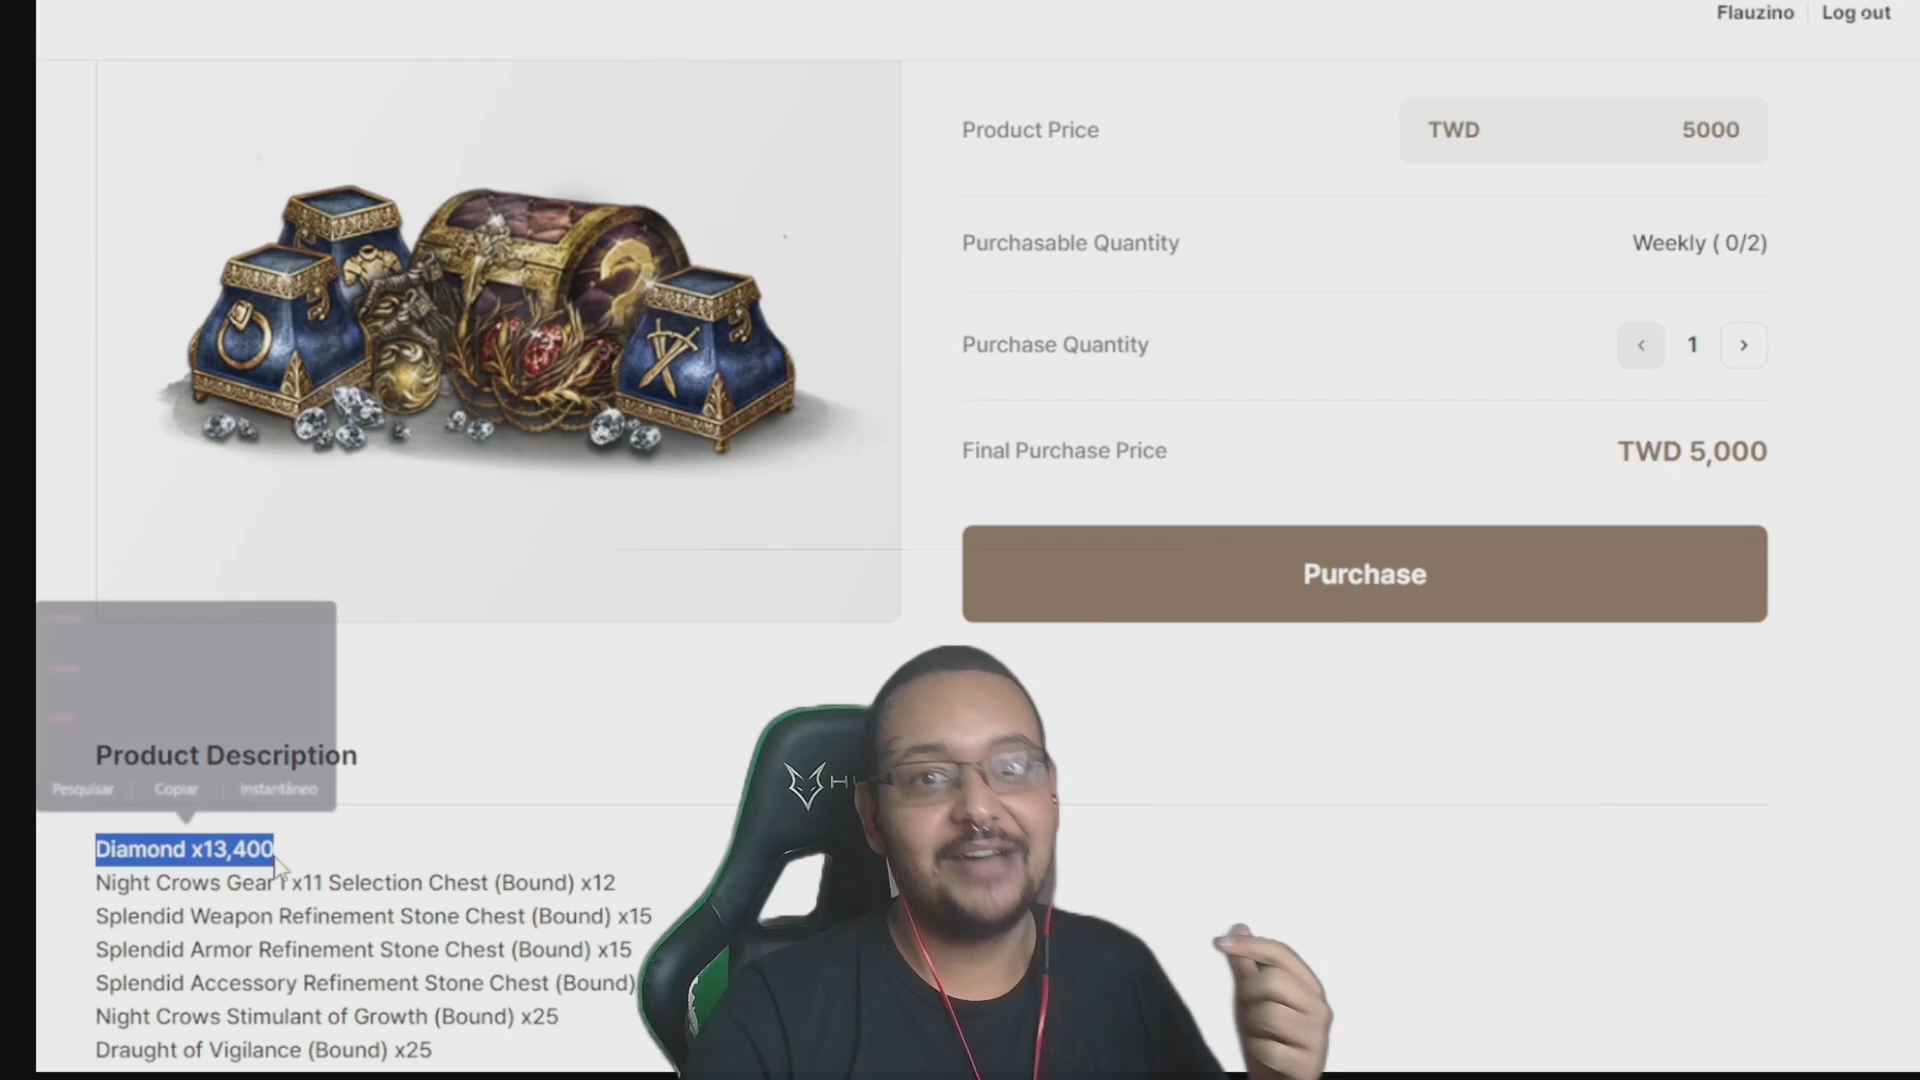 Flauzino
Log out
Product Price
TWD 5000
Purchasable Quantity
Weekly ( 0/2)
Purchase Quantity
1
Final Purchase Price
TWD 5,000
Purchase
Product Description
Pesquisar Copiar Instantâneo
Diamond x13,400
Night Crows Gear x11 Selection Chest (Bound) x12
Splendid Weapon Refinement Stone Chest (Bound) x15
Splendid Armor Refinement Stone Chest (Bound) x15
Splendid Accessory Refinement Stone Chest (Bound)
Night Crows Stimulant of Growth (Bound) x25
Draught of Vigilance (Bound) x25